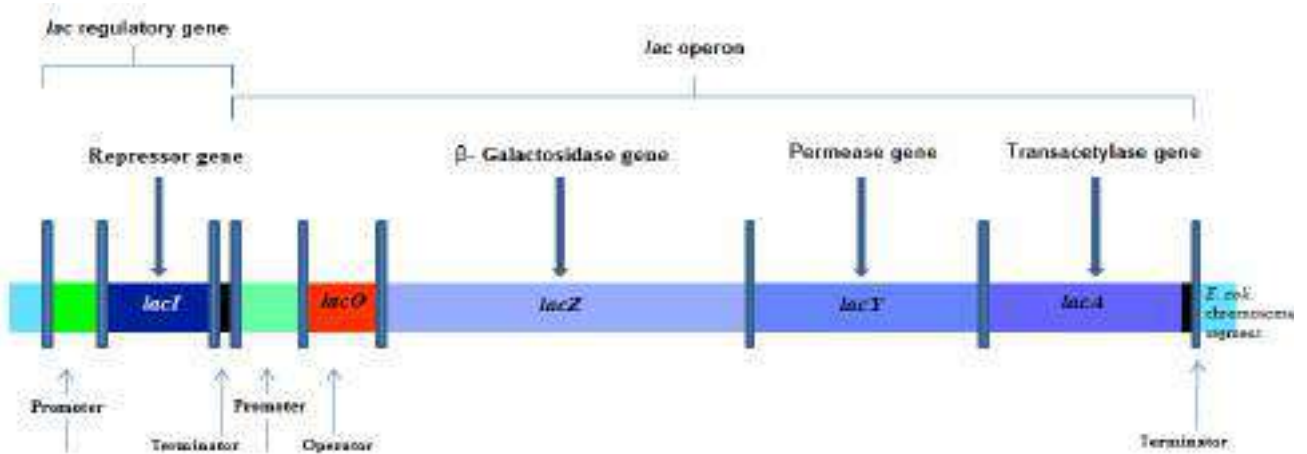 lac regulatory gene
lac operon
Repressor gene
β- Galactosidase gene
Permease gene
Transacetylase gene
lacI
lacO
lacZ
lacY
lacA
E. coli
chromosome
segment
Promoter
Promoter
Terminator
Operator
Terminator